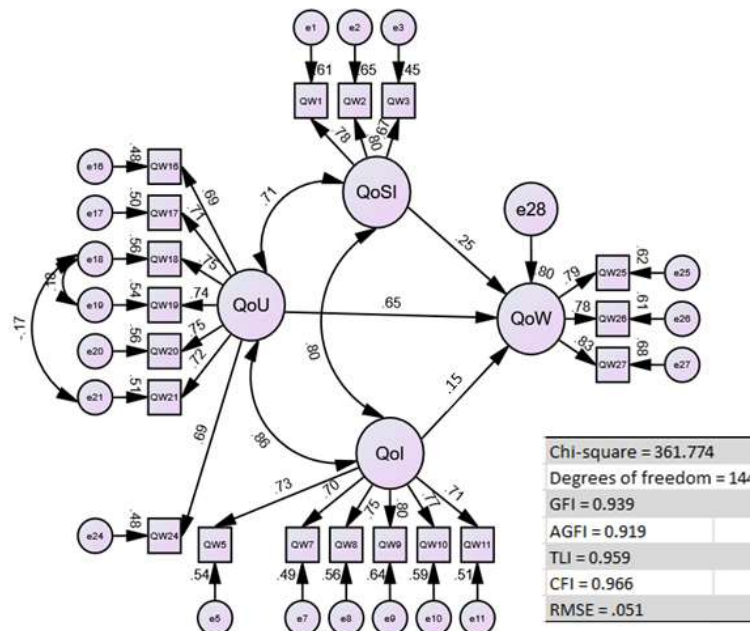 e1 e2 e3
.61 .65 .45
QW1 QW2 QW3
.78 .80 .67
QoSI
e16 .48 QW16 .69
e17 .50 QW17 .71
e18 .56 QW18 .75
.18
e19 .54 QW19 .74
e20 .56 QW20 .75
e21 .51 QW21 .72
-.17
QoU
.71
.80
.86
.25
.65
.15
e28
.80
QoW
.79 QW25 .62 e25
.78 QW26 .61 e26
.83 QW27 .68 e27
.69
e24 .48 QW24
QoI
.73 .70 .75 .80 .77 .71
QW5 QW7 QW8 QW9 QW10 QW11
.54 .49 .56 .64 .59 .51
e5 e7 e8 e9 e10 e11
Chi-square = 361.774
Degrees of freedom = 144
GFI = 0.939
AGFI = 0.919
TLI = 0.959
CFI = 0.966
RMSE = .051